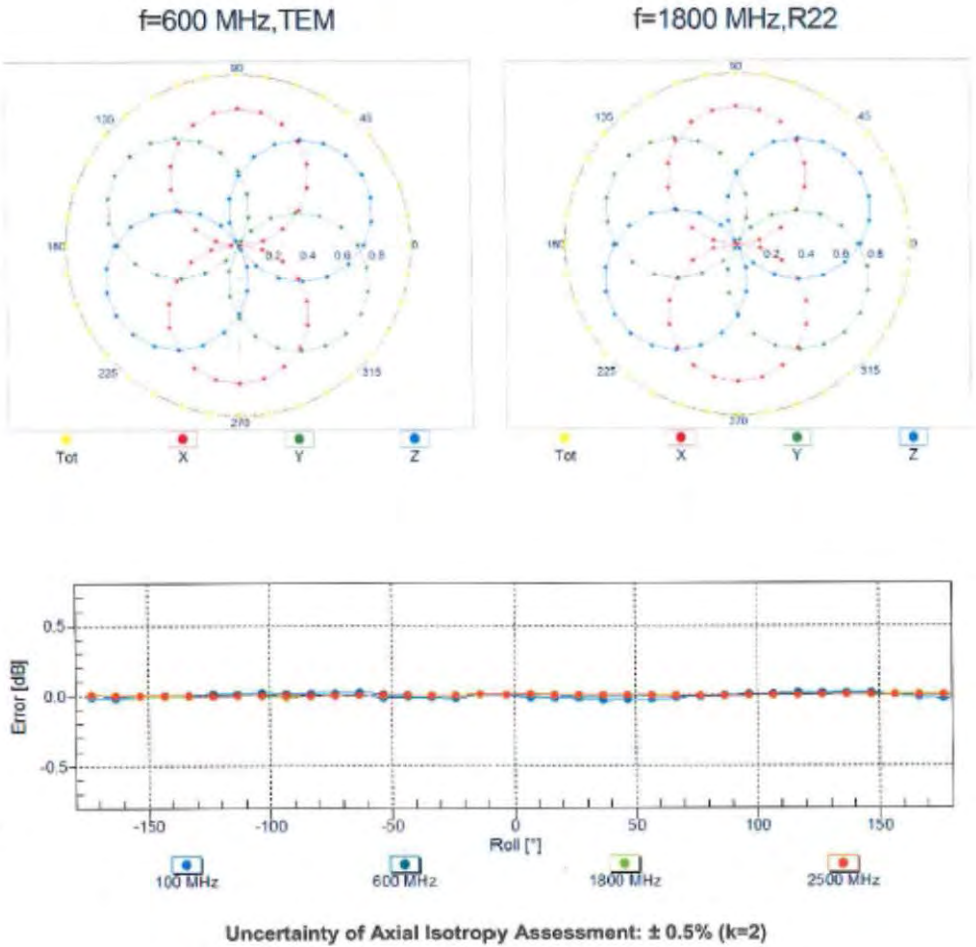 f=600 MHz,TEM
f=1800 MHz,R22
90
135
45
180
0.2 0.4 0.6 0.8
0
225
315
270
Tot X Y Z
90
135
45
180
0.2 0.4 0.6 0.8
0
225
315
270
Tot X Y Z
Error [dB]
0.5
0.0
-0.5
-150 -100 -50 0 50 100 150
Roll [°]
100 MHz 600 MHz 1800 MHz 2500 MHz
Uncertainty of Axial Isotropy Assessment: ± 0.5% (k=2)